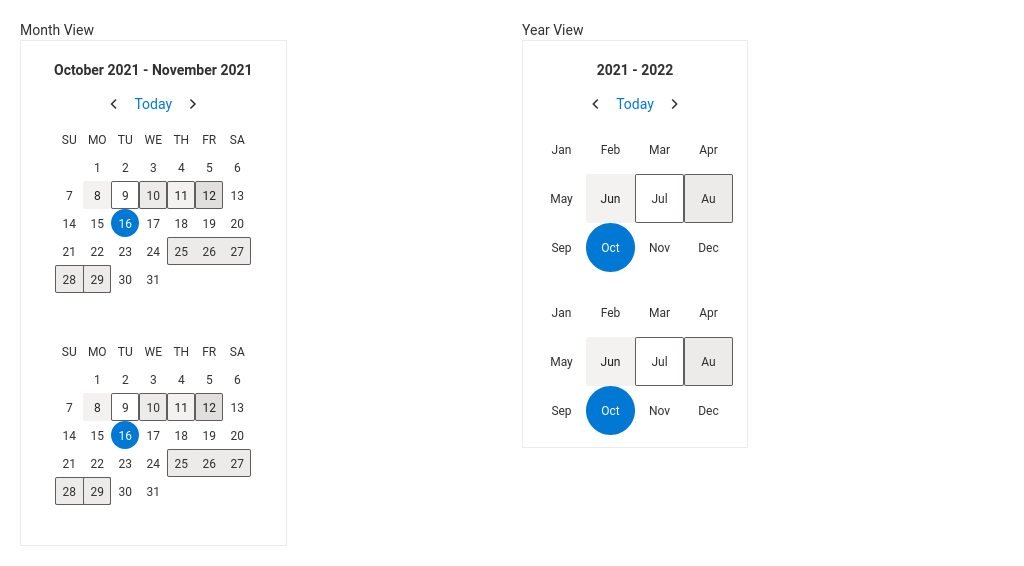 Month View
October 2021 - November 2021
Today
SU MO TU WE TH FR SA
1 2 3 4 5 6
7 8 9 10 11 12 13
14 15 16 17 18 19 20
21 22 23 24 25 26 27
28 29 30 31
SU MO TU WE TH FR SA
1 2 3 4 5 6
7 8 9 10 11 12 13
14 15 16 17 18 19 20
21 22 23 24 25 26 27
28 29 30 31
Year View
2021 - 2022
Today
Jan Feb Mar Apr
May Jun Jul Au
Sep Oct Nov Dec
Jan Feb Mar Apr
May Jun Jul Au
Sep Oct Nov Dec